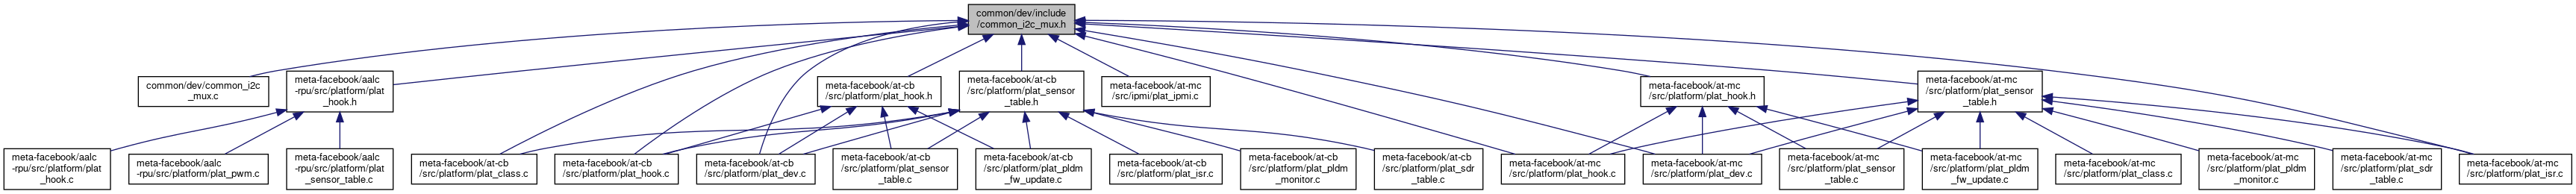 common/dev/include
/common_i2c_mux.h
common/dev/common_i2c
_mux.c
meta-facebook/aalc
-rpu/src/platform/plat
_hook.h
meta-facebook/at-cb
/src/platform/plat_hook.h
meta-facebook/at-cb
/src/platform/plat_sensor
_table.h
meta-facebook/at-mc
/src/ipmi/plat_ipmi.c
meta-facebook/at-mc
/src/platform/plat_hook.h
meta-facebook/at-mc
/src/platform/plat_sensor
_table.h
meta-facebook/aalc
-rpu/src/platform/plat
_hook.c
meta-facebook/aalc
-rpu/src/platform/plat_pwm.c
meta-facebook/aalc
-rpu/src/platform/plat
_sensor_table.c
meta-facebook/at-cb
/src/platform/plat_class.c
meta-facebook/at-cb
/src/platform/plat_hook.c
meta-facebook/at-cb
/src/platform/plat_dev.c
meta-facebook/at-cb
/src/platform/plat_sensor
_table.c
meta-facebook/at-cb
/src/platform/plat_pldm
_fw_update.c
meta-facebook/at-cb
/src/platform/plat_isr.c
meta-facebook/at-cb
/src/platform/plat_pldm
_monitor.c
meta-facebook/at-cb
/src/platform/plat_sdr
_table.c
meta-facebook/at-mc
/src/platform/plat_hook.c
meta-facebook/at-mc
/src/platform/plat_dev.c
meta-facebook/at-mc
/src/platform/plat_sensor
_table.c
meta-facebook/at-mc
/src/platform/plat_pldm
_fw_update.c
meta-facebook/at-mc
/src/platform/plat_class.c
meta-facebook/at-mc
/src/platform/plat_pldm
_monitor.c
meta-facebook/at-mc
/src/platform/plat_sdr
_table.c
meta-facebook/at-mc
/src/platform/plat_isr.c